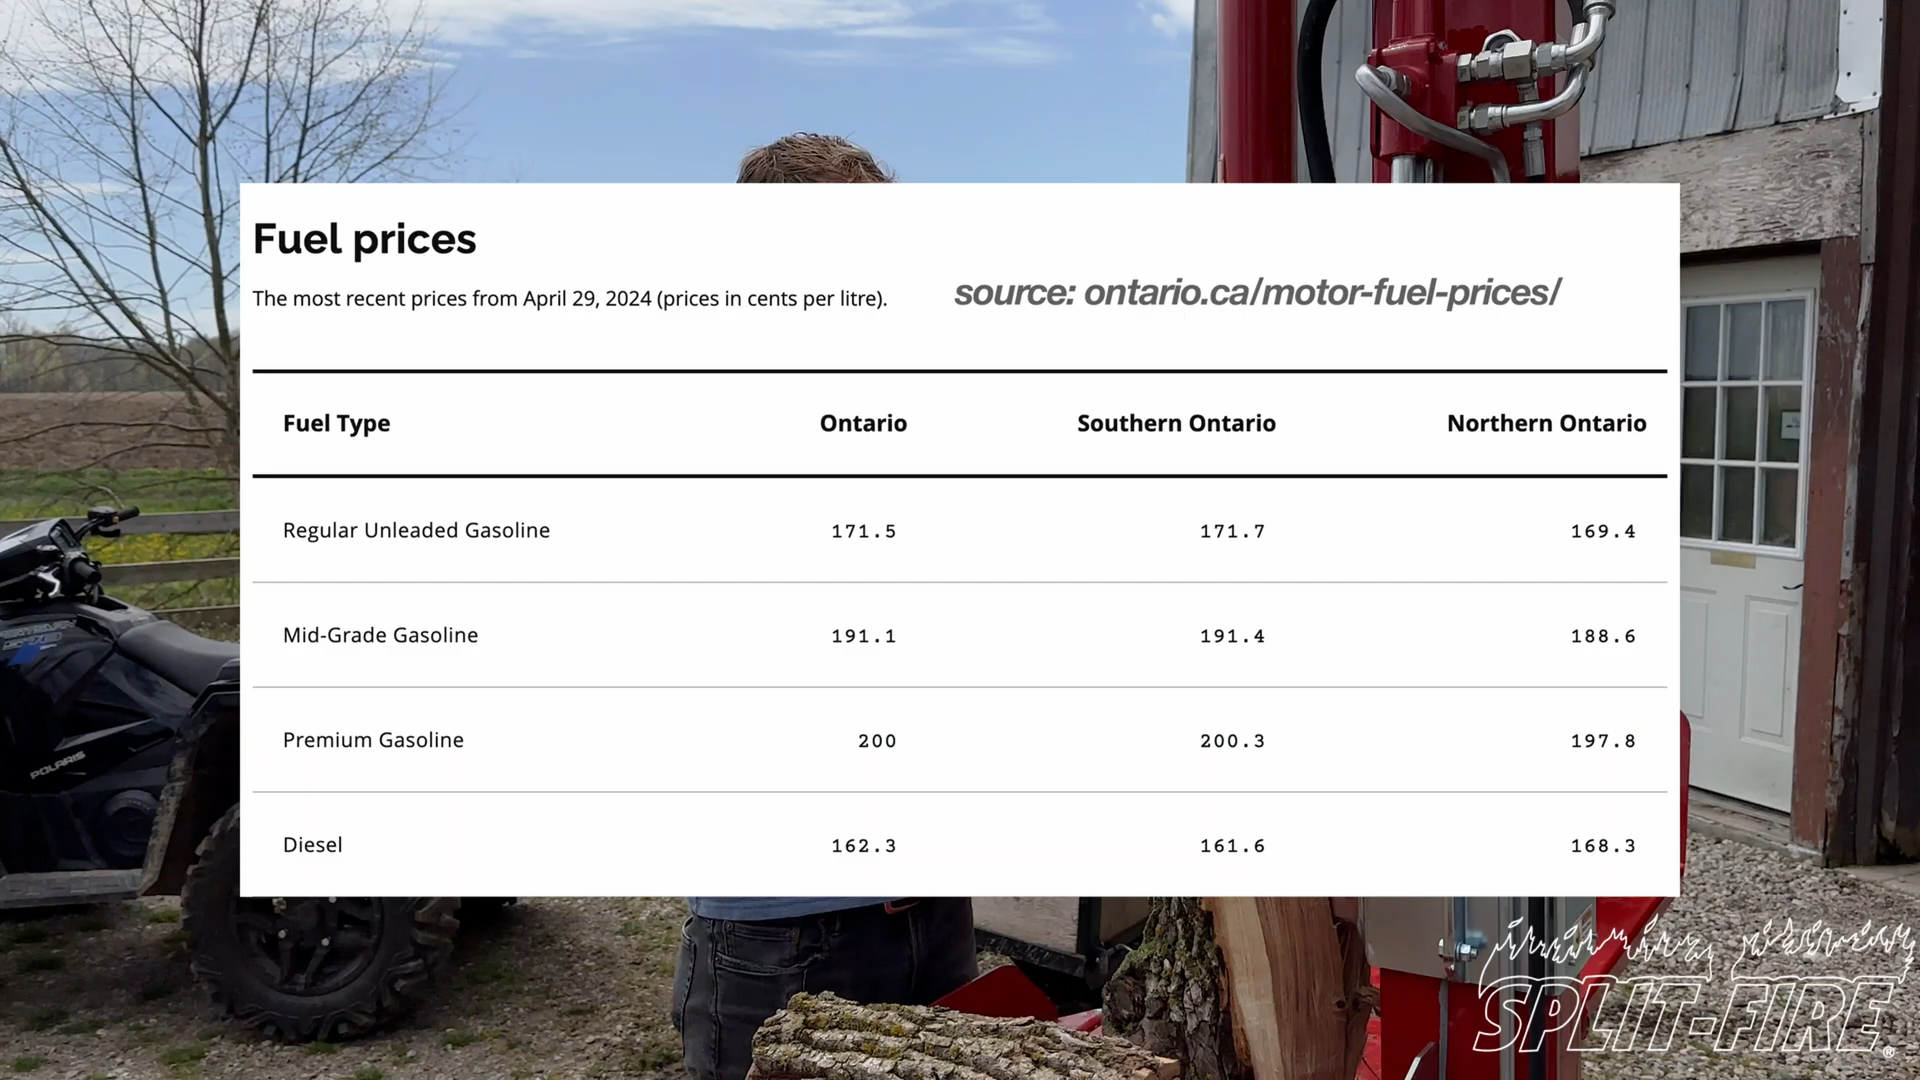 Fuel prices
The most recent prices from April 29, 2024 (prices in cents per litre).
source: ontario.ca/motor-fuel-prices/
Fuel Type Ontario Southern Ontario Northern Ontario
Regular Unleaded Gasoline 171.5 171.7 169.4
Mid-Grade Gasoline 191.1 191.4 188.6
Premium Gasoline 200 200.3 197.8
Diesel 162.3 161.6 168.3
POLARIS
SPLIT-FIRE®